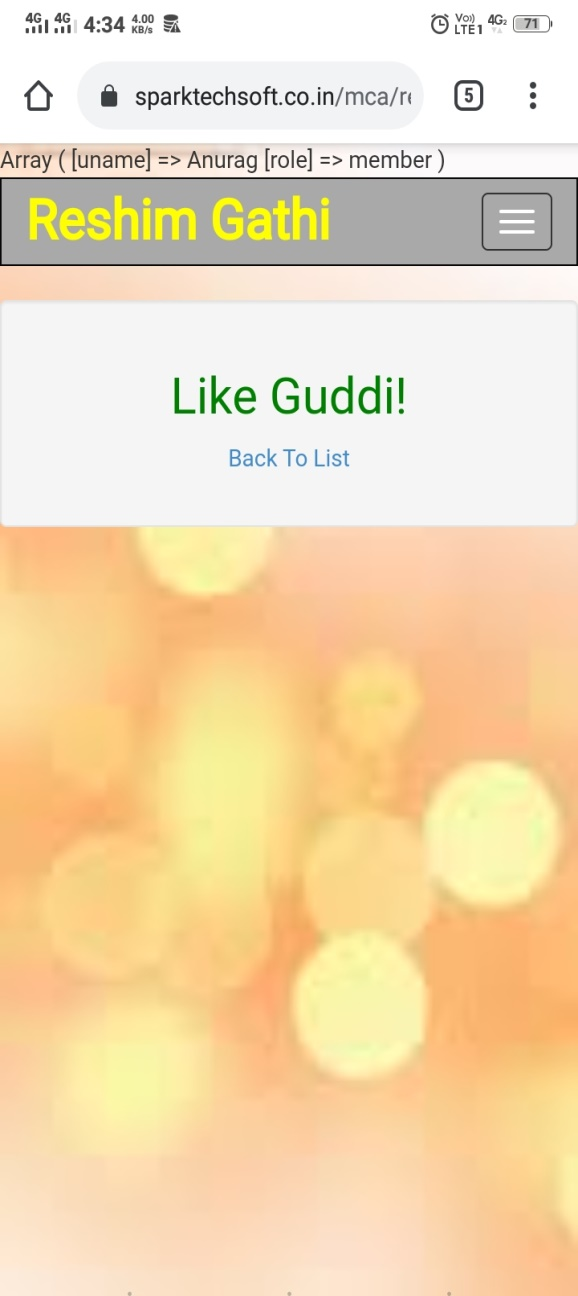 4G 4G 4:34 4.00 KB/s Vo)) LTE1 4G2 71
sparktechsoft.co.in/mca/re 5
Array ( [uname] => Anurag [role] => member )
Reshim Gathi
Like Guddi!
Back To List